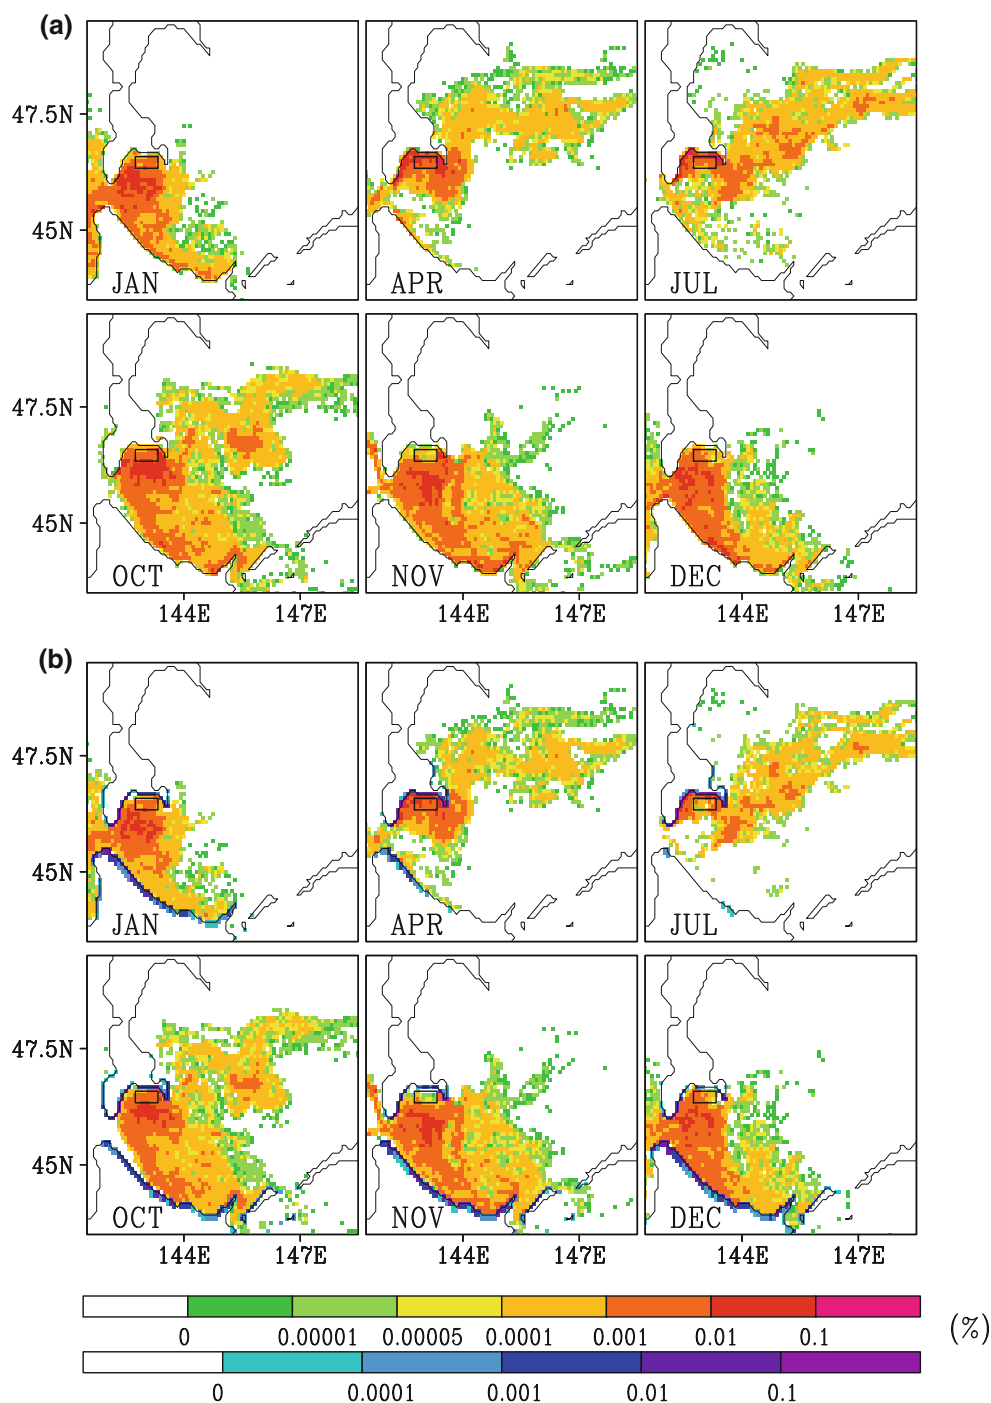 (a)
47.5N
45N
JAN
APR
JUL
47.5N
45N
OCT
NOV
DEC
144E 147E 144E 147E 144E 147E
(b)
47.5N
45N
JAN
APR
JUL
47.5N
45N
OCT
NOV
DEC
144E 147E 144E 147E 144E 147E
0 0.00001 0.00005 0.0001 0.001 0.01 0.1
(%)
0 0.0001 0.001 0.01 0.1